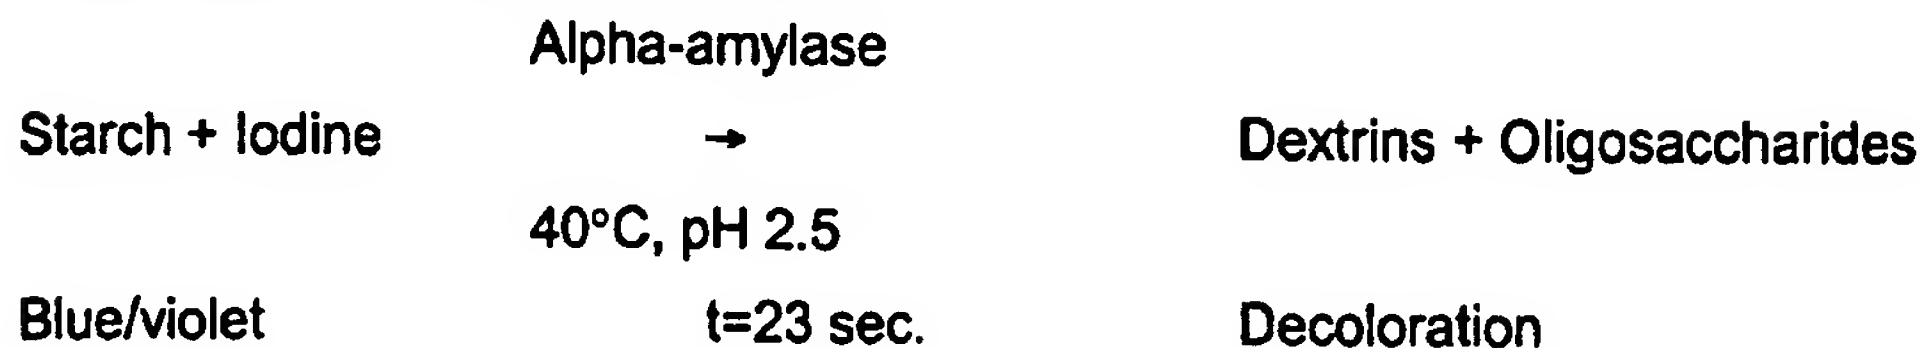 Alpha-amylase
Starch + Iodine → Dextrins + Oligosaccharides
40°C, pH 2.5
Blue/violet t=23 sec. Decoloration